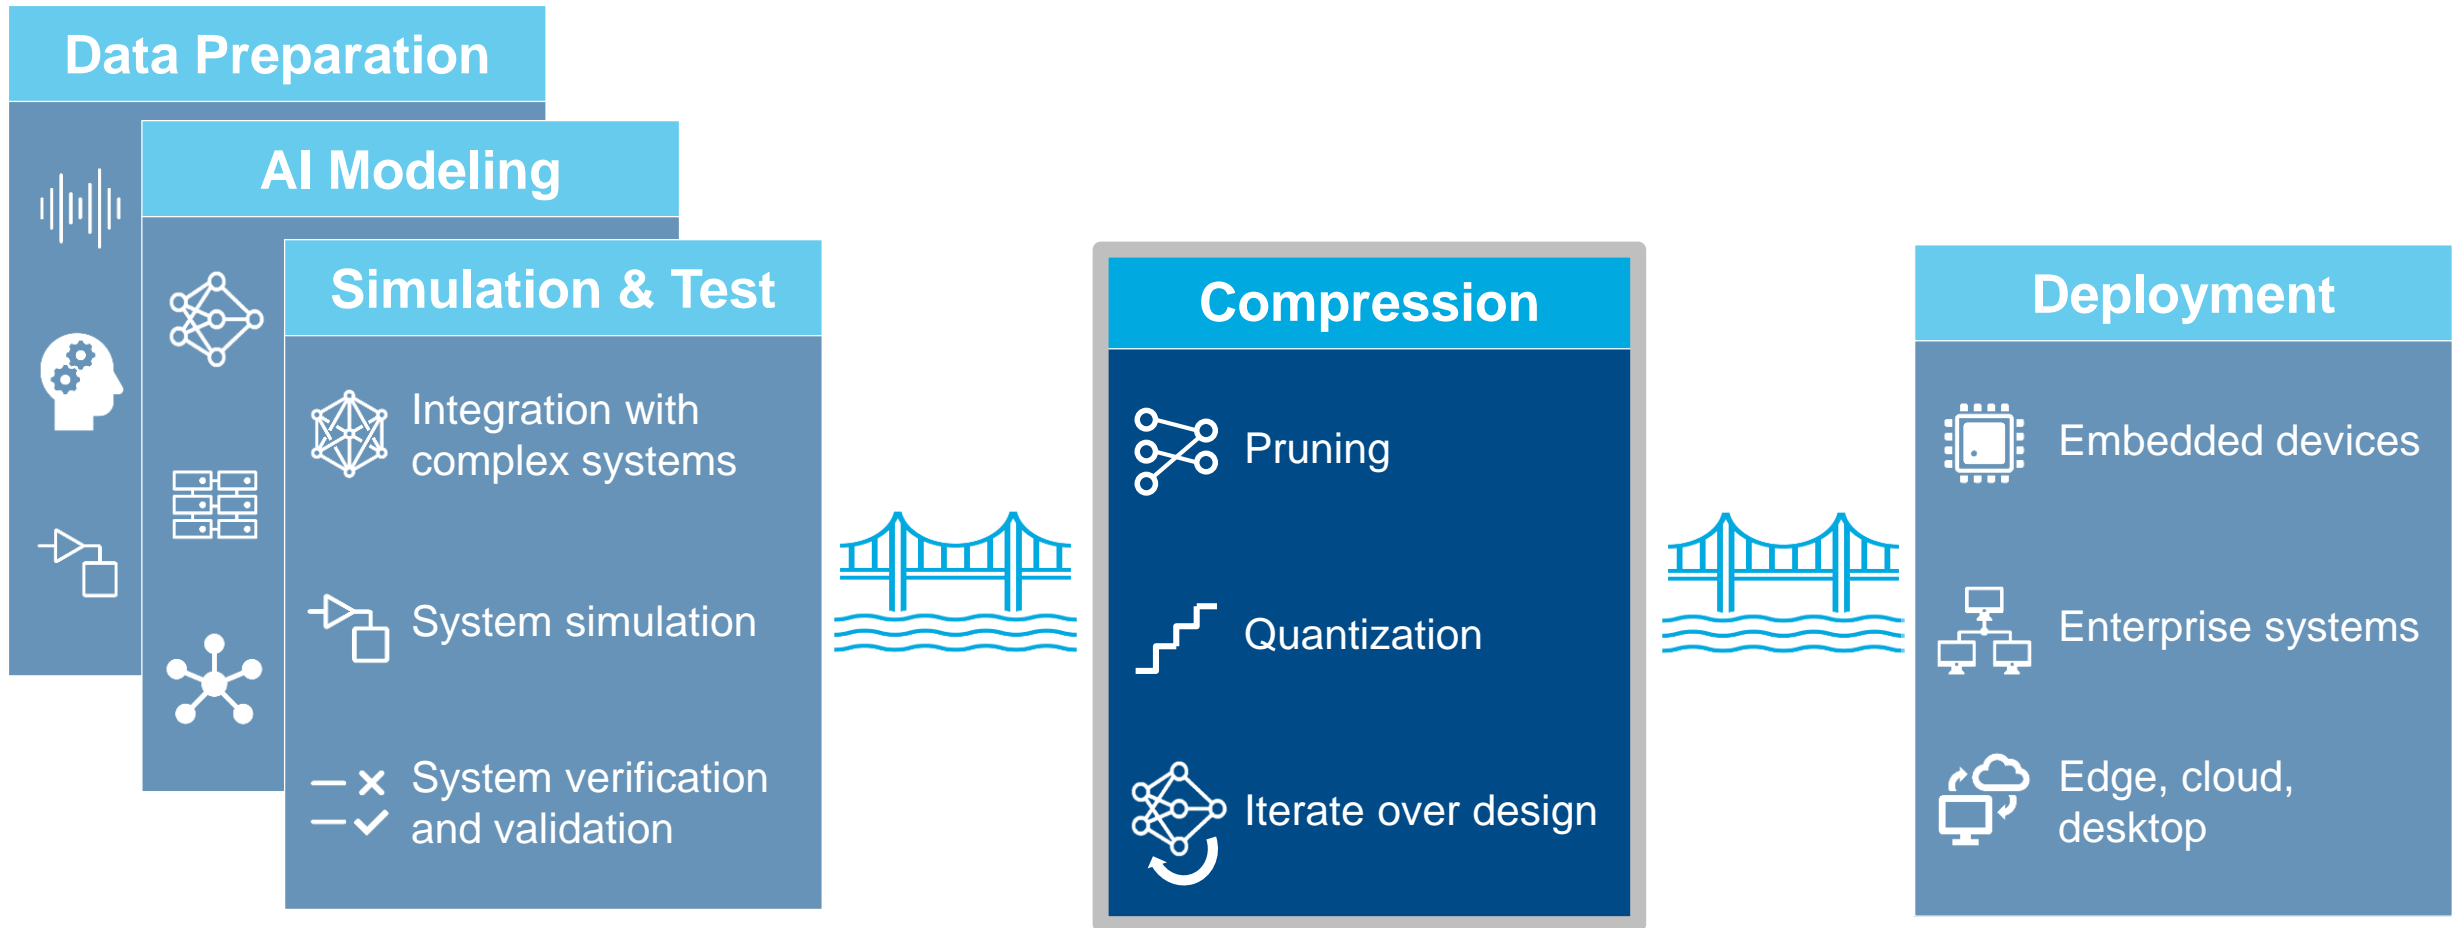 Data Preparation
AI Modeling
Simulation & Test
Integration with
complex systems
System simulation
System verification
and validation
Compression
Pruning
Quantization
Iterate over design
Deployment
Embedded devices
Enterprise systems
Edge, cloud,
desktop